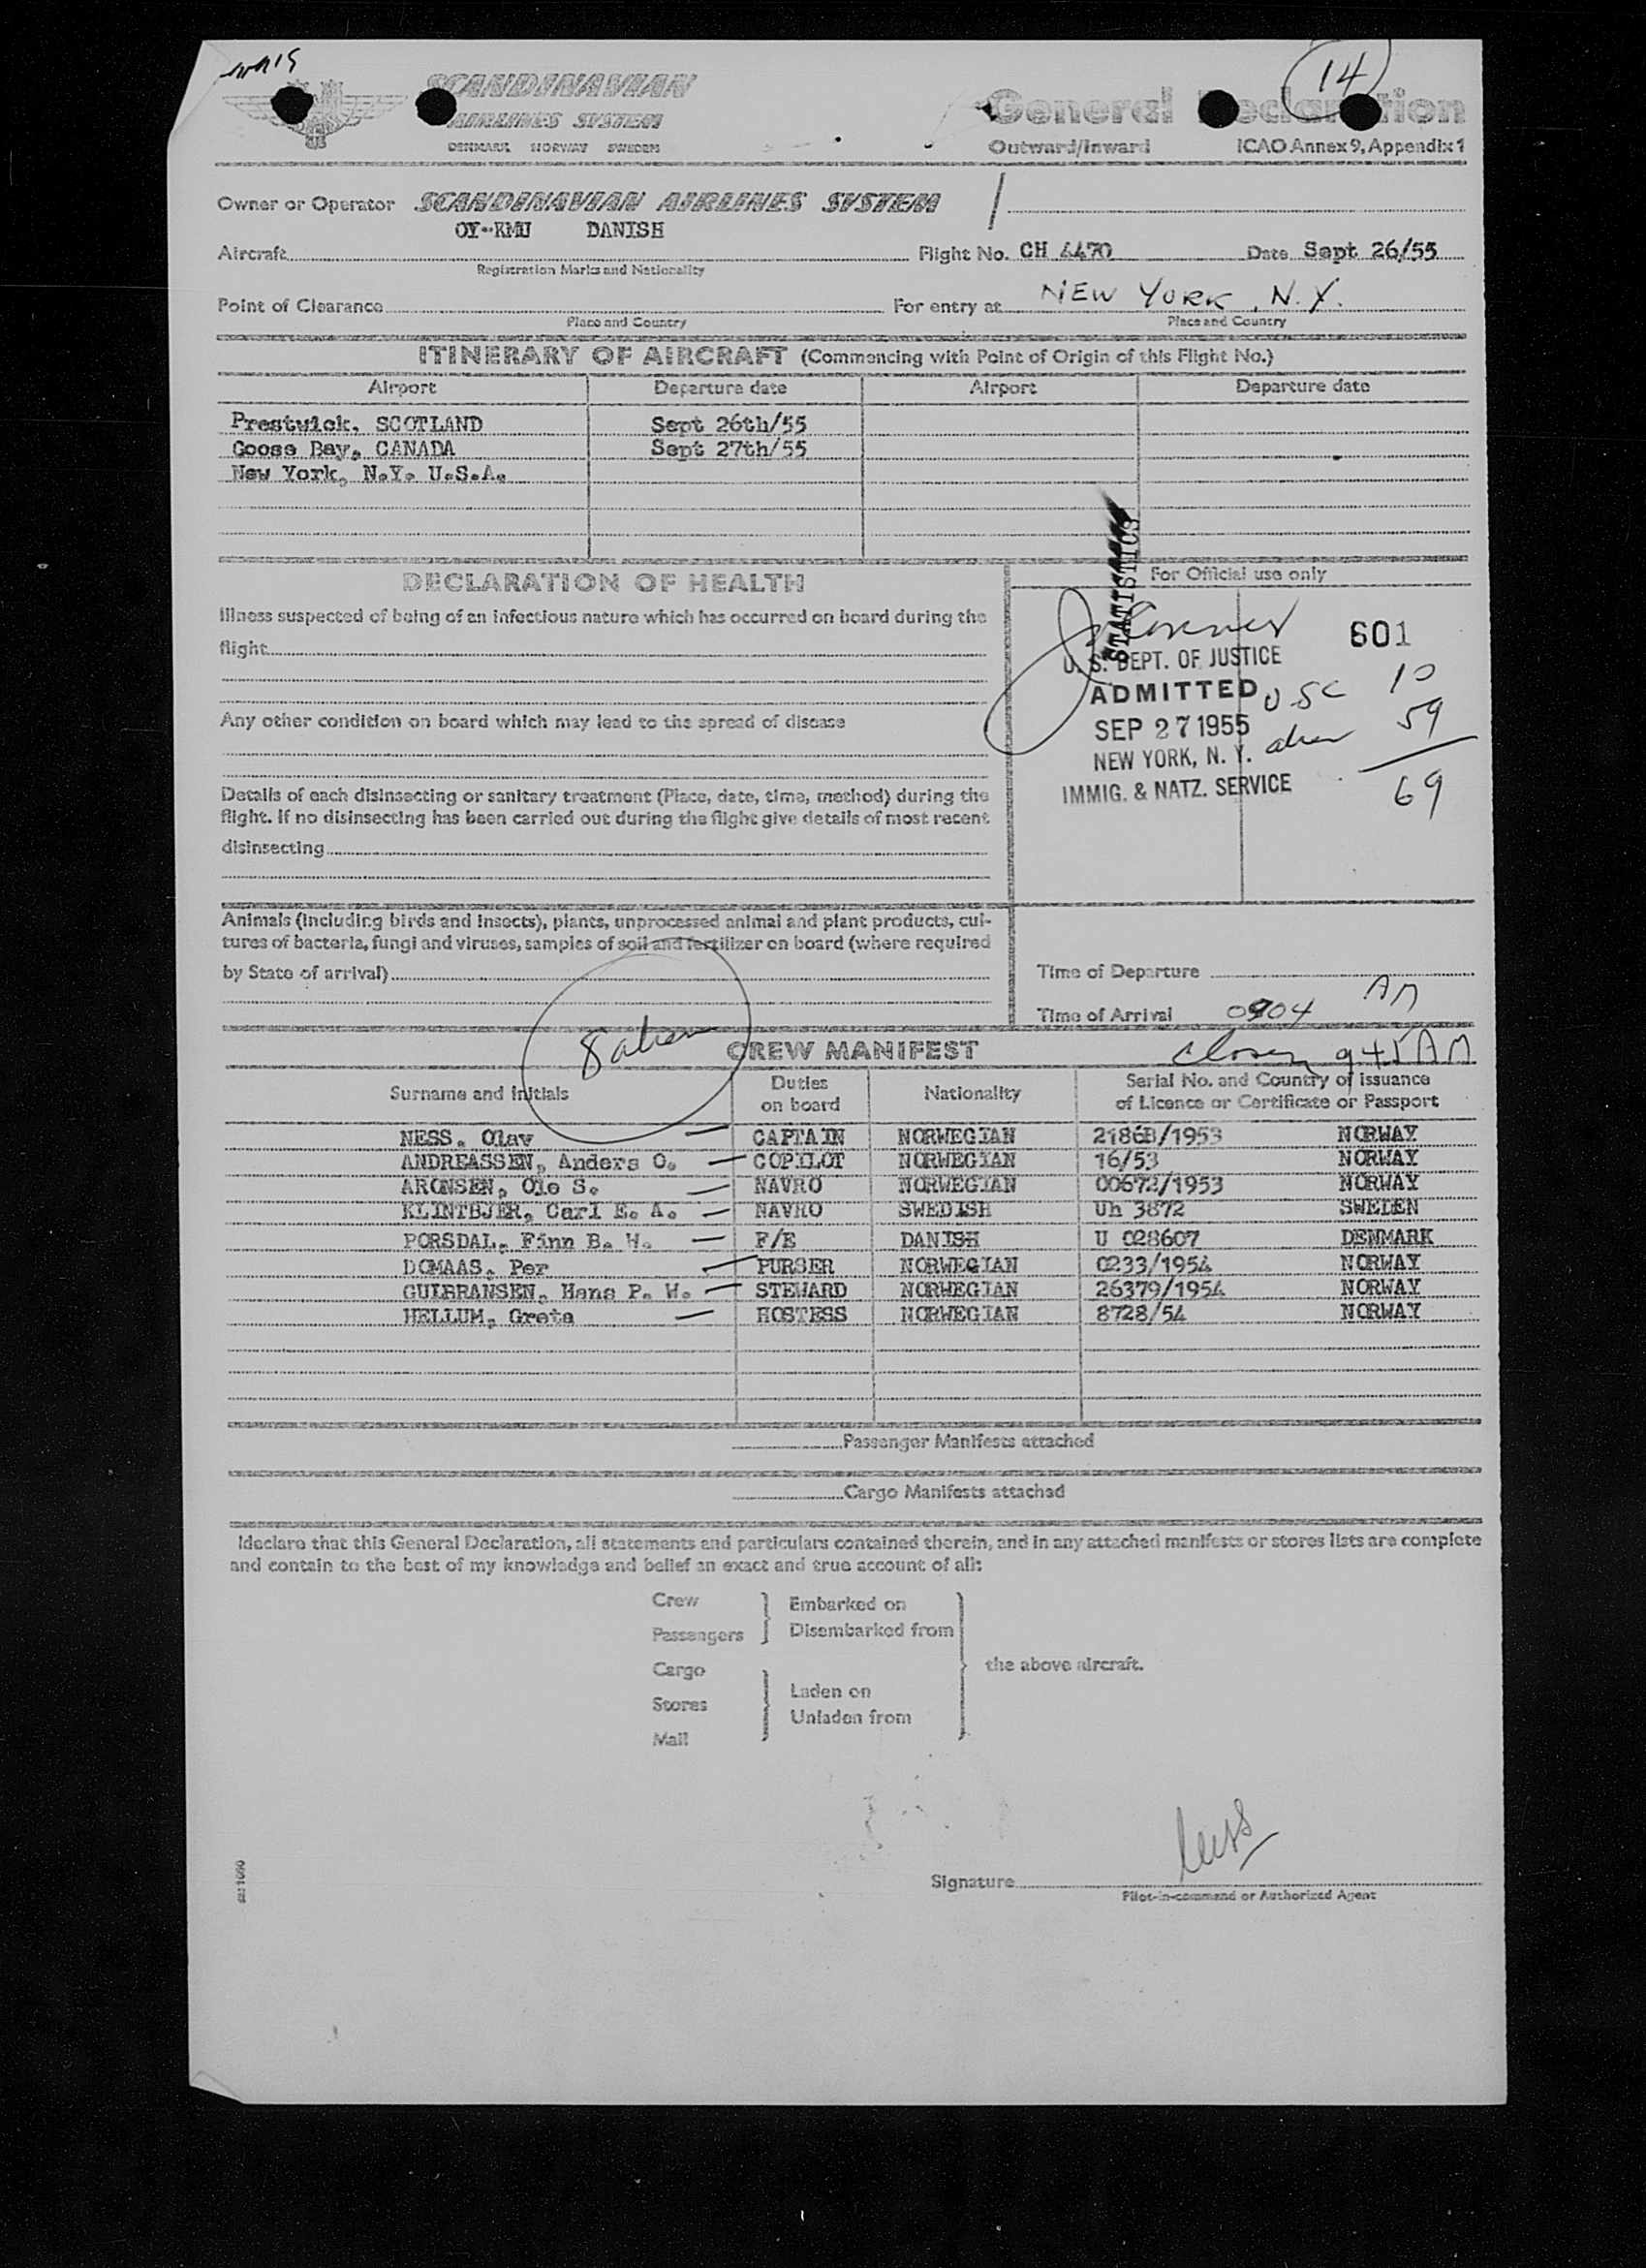 14
SCANDINAVIAN
AIRLINES SYSTEM
DENMARK NORWAY SWEDEN
General Declaration
Outward/Inward ICAO Annex 9, Appendix 1
Owner or Operator SCANDINAVIAN AIRLINES SYSTEM
OY-KMU DANISH
Aircraft Flight No. CH 4470 Date Sept 26/55
Registration Marks and Nationality
Point of Clearance For entry at NEW YORK, N.Y.
Place and Country Place and Country
ITINERARY OF AIRCRAFT (Commencing with Point of Origin of this Flight No.)
Airport Departure date Airport Departure date
Prestwick, SCOTLAND Sept 26th/55
Goose Bay, CANADA Sept 27th/55
New York, N.Y. U.S.A.
DECLARATION OF HEALTH
Illness suspected of being of an infectious nature which has occurred on board during the
flight
Any other condition on board which may lead to the spread of disease
Details of each disinsecting or sanitary treatment (Place, date, time, method) during the
flight. If no disinsecting has been carried out during the flight give details of most recent
disinsecting
For Official use only
STATISTICS
601
U. S. DEPT. OF JUSTICE
ADMITTED USC 10
SEP 27 1955 59
NEW YORK, N. Y. alien
IMMIG. & NATZ. SERVICE 69
Animals (including birds and insects), plants, unprocessed animal and plant products, cul-
tures of bacteria, fungi and viruses, samples of soil and fertilizer on board (where required
by State of arrival)
Time of Departure
Time of Arrival 0904 AM
8 alien
CREW MANIFEST 945 AM
Surname and initials Duties on board Nationality Serial No. and Country of issuance of Licence or Certificate or Passport
NESS, Olav CAPTAIN NORWEGIAN 2186B/1953 NORWAY
ANDREASSEN, Anders O. COPILOT NORWEGIAN 16/53 NORWAY
ARONSEN, Ole S. NAVRO NORWEGIAN 00672/1953 NORWAY
KLINTBJER, Carl E. A. NAVRO SWEDISH Uh 3872 SWEDEN
PORSDAL, Finn B. W. F/E DANISH U 028607 DENMARK
DOMAAS, Per PURSER NORWEGIAN 0233/1954 NORWAY
GULBRANSEN, Hans P. W. STEWARD NORWEGIAN 26379/1954 NORWAY
HELLUM, Greta HOSTESS NORWEGIAN 8728/54 NORWAY
Passenger Manifests attached
Cargo Manifests attached
I declare that this General Declaration, all statements and particulars contained therein, and in any attached manifests or stores lists are complete
and contain to the best of my knowledge and belief an exact and true account of all:
Crew
Passengers
Embarked on
Disembarked from
Cargo
Stores
Mail
Laden on
Unladen from
the above aircraft.
Signature Ness
Pilot-in-command or Authorized Agent